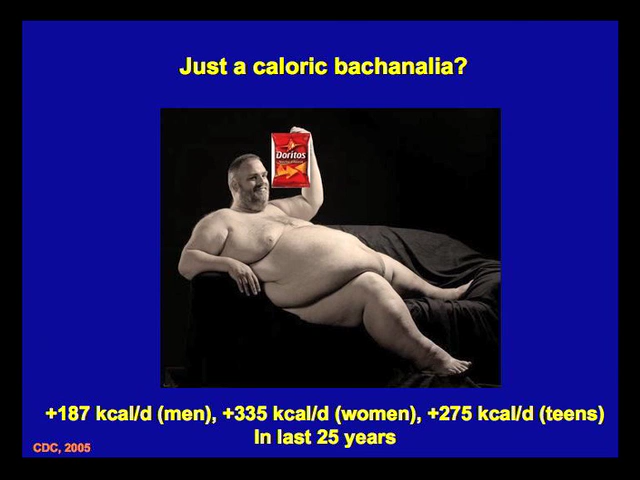 Just a caloric bachanalia?
Doritos
+187 kcal/d (men), +335 kcal/d (women), +275 kcal/d (teens)
In last 25 years
CDC, 2005